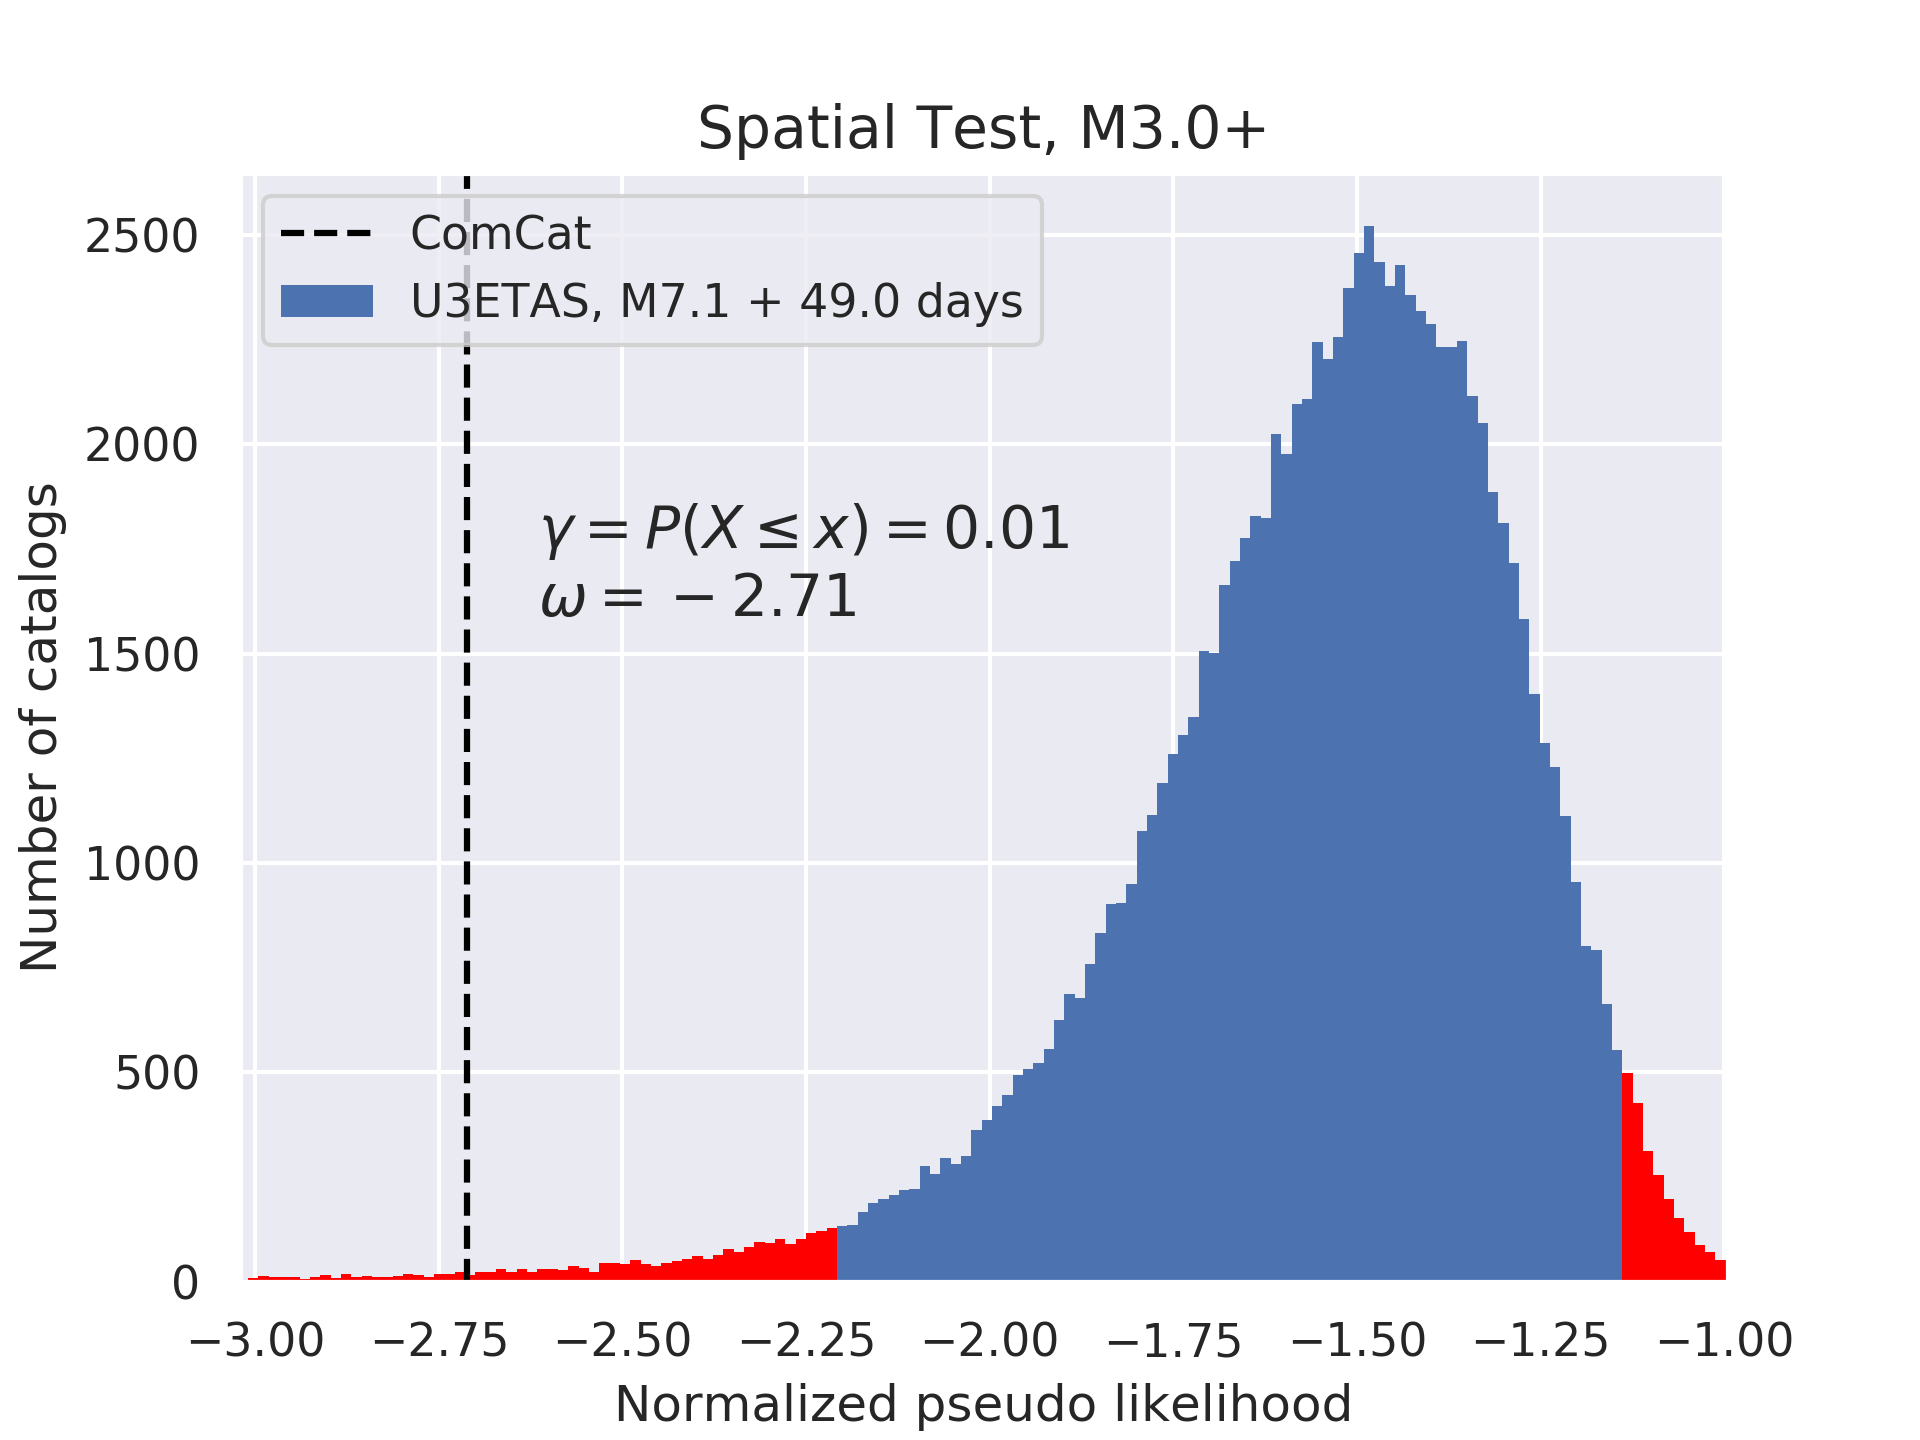 Spatial Test, M3.0+
ComCat
U3ETAS, M7.1 + 49.0 days
γ = P(X ≤ x) = 0.01
ω = −2.71
Number of catalogs
2500
2000
1500
1000
500
0
−3.00 −2.75 −2.50 −2.25 −2.00 −1.75 −1.50 −1.25 −1.00
Normalized pseudo likelihood